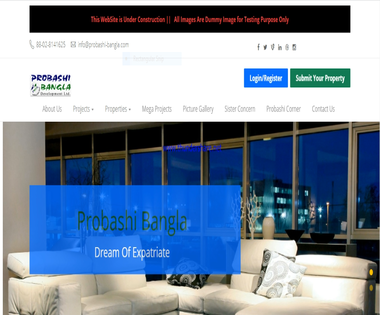 This WebSite is Under Construction || All Images Are Dummy Image for Testing Purpose Only
88-02-8141625 info@probashi-bangla.com
PROBASHI
BANGLA
Development Ltd.
Login/Register Submit Your Property
About Us Projects Properties Mega Projects Picture Gallery Sister Concern Probashi Corner Contact Us
Probashi Bangla
Dream Of Expatriate